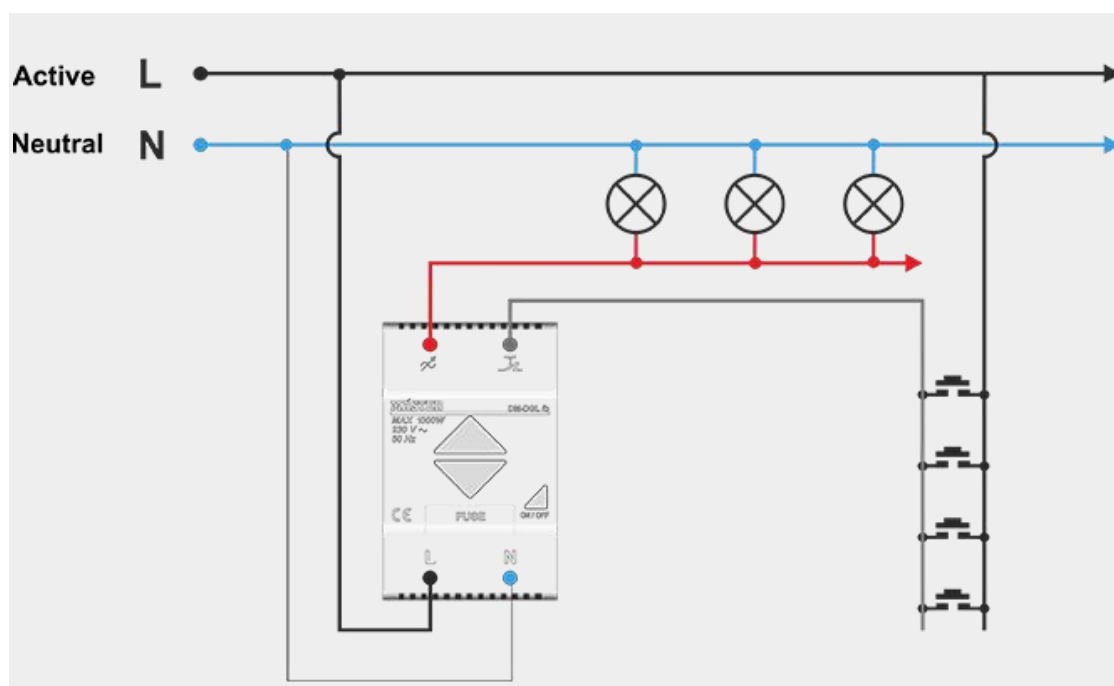 Active L
Neutral N
MAX 1000W
230 V ~
50 Hz
CE
FUSE
ON / OFF
L
N